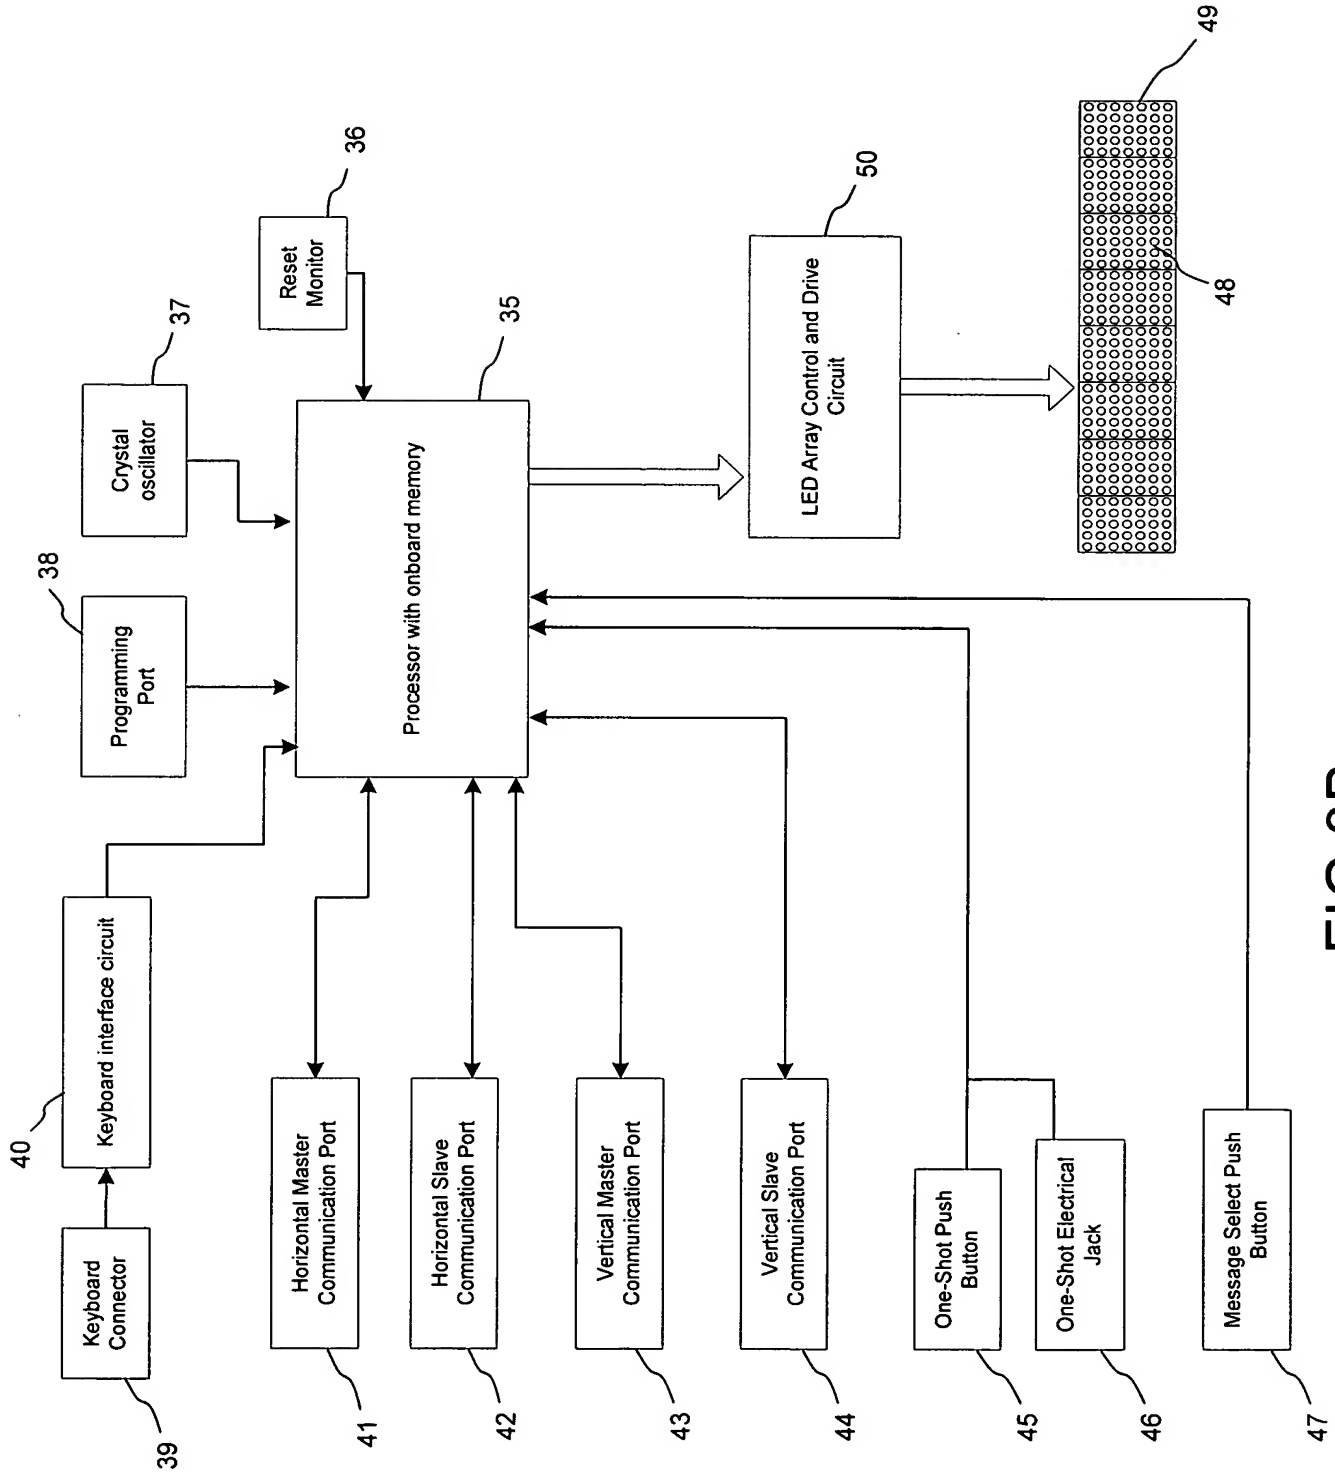 40
38
39
Keyboard
Connector
Keyboard interface circuit
Programming
Port
Crystal
oscillator
37
Reset
Monitor
36
41
Horizontal Master
Communication Port
Processor with onboard memory
35
42
Horizontal Slave
Communication Port
43
Vertical Master
Communication Port
44
Vertical Slave
Communication Port
LED Array Control and Drive
Circuit
50
45
One-Shot Push
Button
46
One-Shot Electrical
Jack
49
48
47
Message Select Push
Button